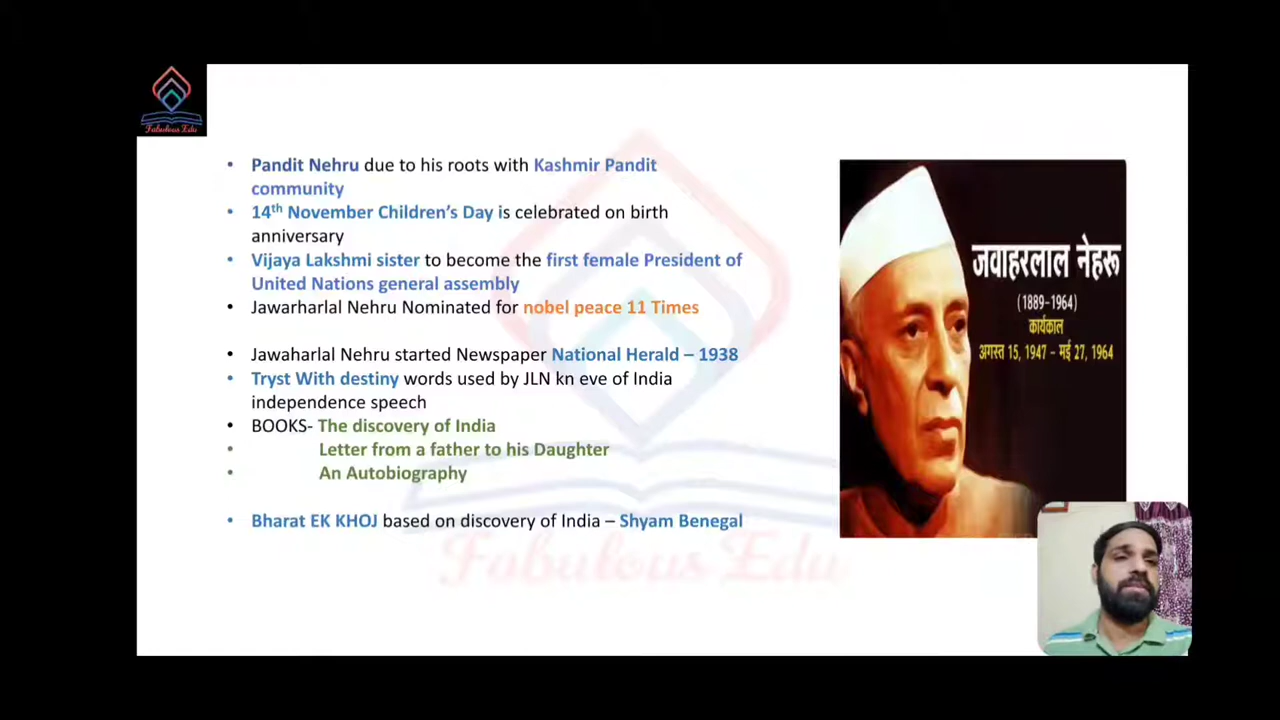 Fabulous Edu
• Pandit Nehru due to his roots with Kashmir Pandit
community
• 14th November Children's Day is celebrated on birth
anniversary
• Vijaya Lakshmi sister to become the first female President of
United Nations general assembly
• Jawarharlal Nehru Nominated for nobel peace 11 Times
• Jawaharlal Nehru started Newspaper National Herald – 1938
• Tryst With destiny words used by JLN kn eve of India
independence speech
• BOOKS- The discovery of India
• Letter from a father to his Daughter
• An Autobiography
• Bharat EK KHOJ based on discovery of India – Shyam Benegal
Fabulous Edu
जवाहरलाल नेहरू
(1889-1964)
कार्यकाल
अगस्त 15, 1947 - मई 27, 1964